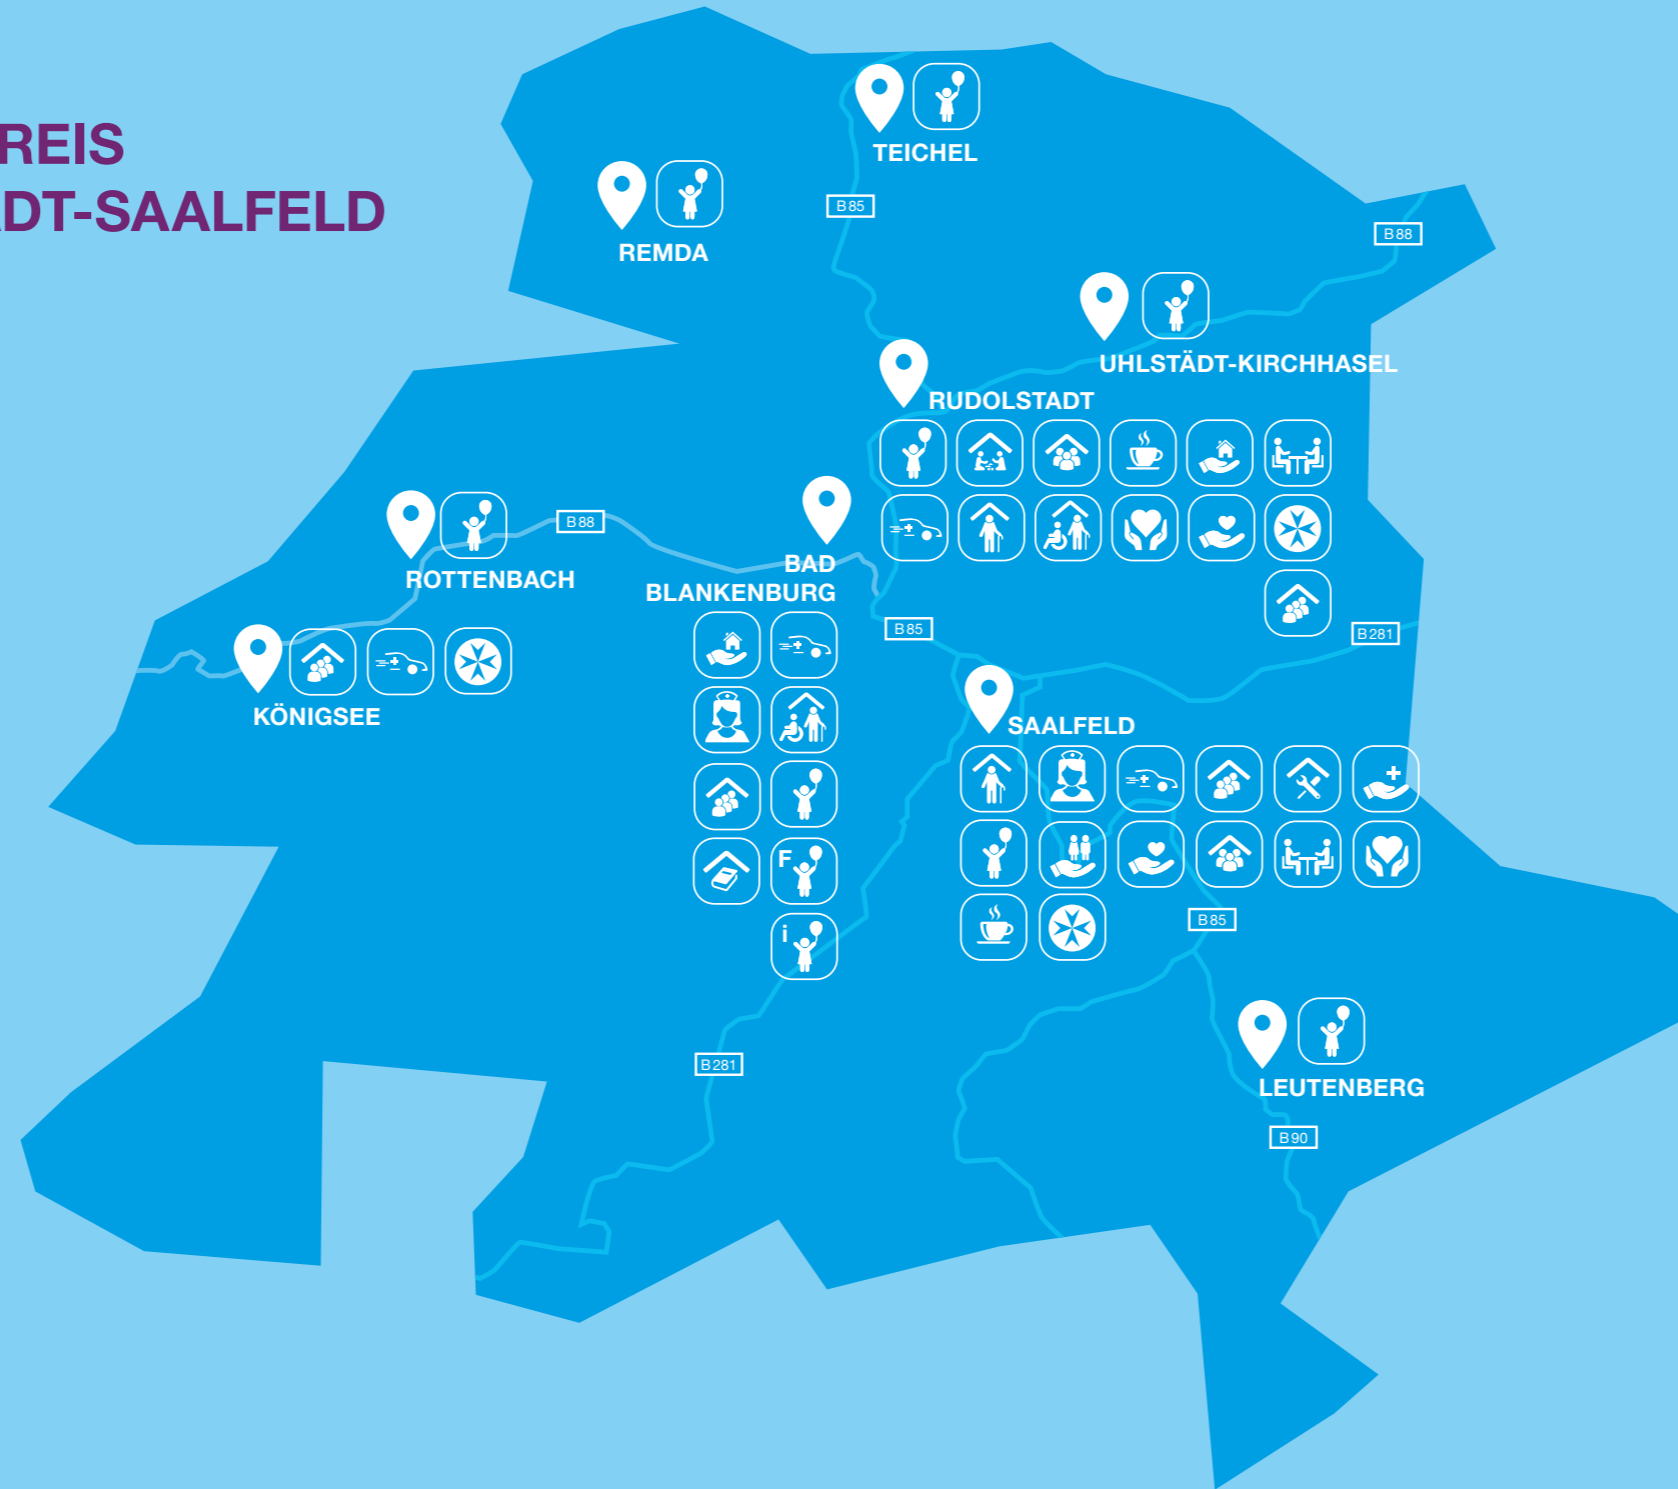 REIS
ADT-SAALFELD
TEICHEL
REMDA
B85
B88
UHLSTÄDT-KIRCHHASEL
RUDOLSTADT
B88
ROTTENBACH
BAD
BLANKENBURG
B85
B281
KÖNIGSEE
SAALFELD
F
i
B85
B281
LEUTENBERG
B90